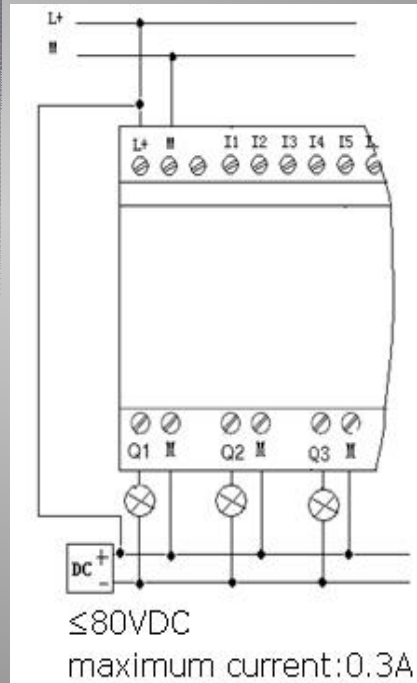 L+
M
L+ M I1 I2 I3 I4 I5
Q1 M Q2 M Q3 M
DC + -
≤80VDC
maximum current:0.3A